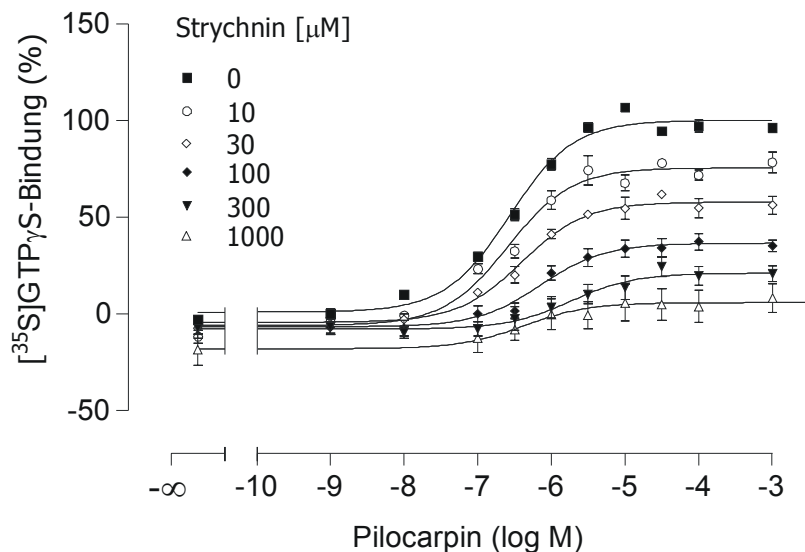 Strychnin [μM]
0
10
30
100
300
1000
[³⁵S]GTPγS-Bindung (%)
150
100
50
0
-50
-∞ -10 -9 -8 -7 -6 -5 -4 -3
Pilocarpin (log M)